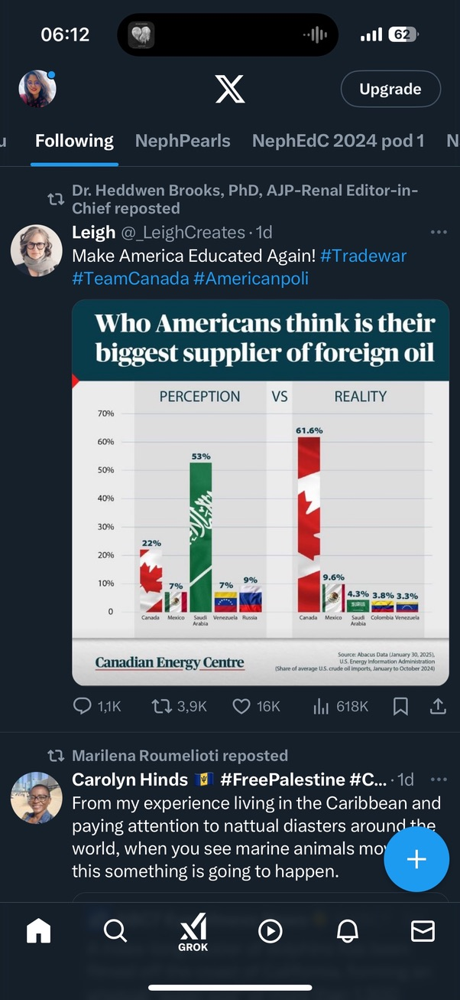 06:12
62
Upgrade
u Following NephPearls NephEdC 2024 pod 1 N
Dr. Heddwen Brooks, PhD, AJP-Renal Editor-in-
Chief reposted
Leigh @_LeighCreates · 1d
Make America Educated Again! #Tradewar
#TeamCanada #Americanpoli
Who Americans think is their
biggest supplier of foreign oil
PERCEPTION VS REALITY
70%
60%
50%
40%
30%
20%
10%
0
22%
7%
53%
7%
9%
Canada Mexico Saudi Arabia Venezuela Russia
61.6%
9.6%
4.3%
3.8%
3.3%
Canada Mexico Saudi Arabia Colombia Venezuela
Canadian Energy Centre
Source: Abacus Data (January 30, 2025),
U.S. Energy Information Administration
(Share of average U.S. crude oil imports, January to October 2024)
1,1K 3,9K 16K 618K
Marilena Roumelioti reposted
Carolyn Hinds 🇧🇧 #FreePalestine #C... · 1d
From my experience living in the Caribbean and
paying attention to nattual diasters around the
world, when you see marine animals
this something is going to happen.
GROK